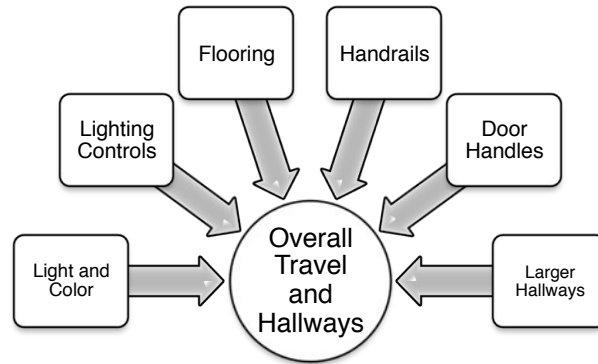 Flooring
Handrails
Lighting
Controls
Door
Handles
Light and
Color
Overall
Travel
and
Hallways
Larger
Hallways